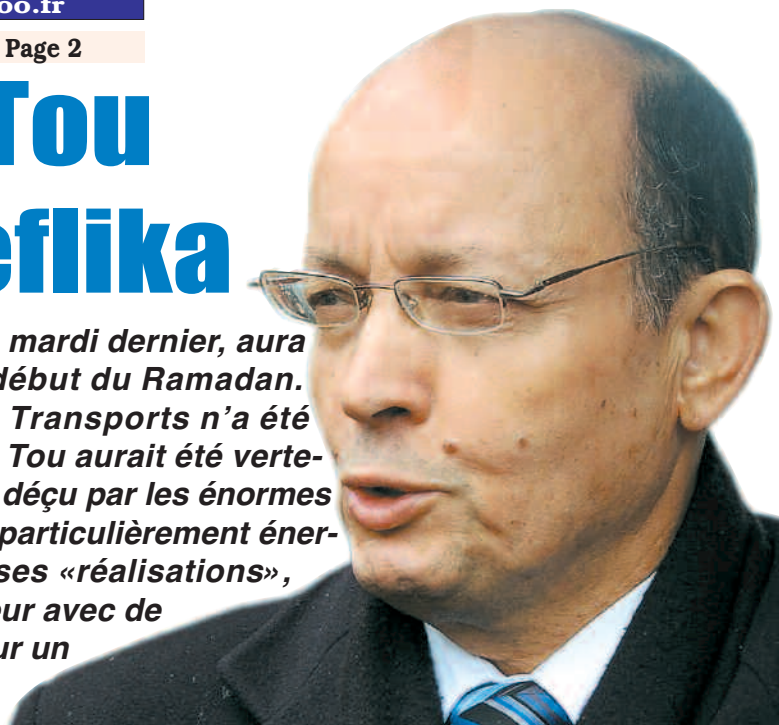 oo.fr
Page 2
Tou
eflika
mardi dernier, aura
début du Ramadan.
Transports n'a été
Tou aurait été verte-
déçu par les énormes
particulièrement éner-
ses «réalisations»,
ur avec de
ur un